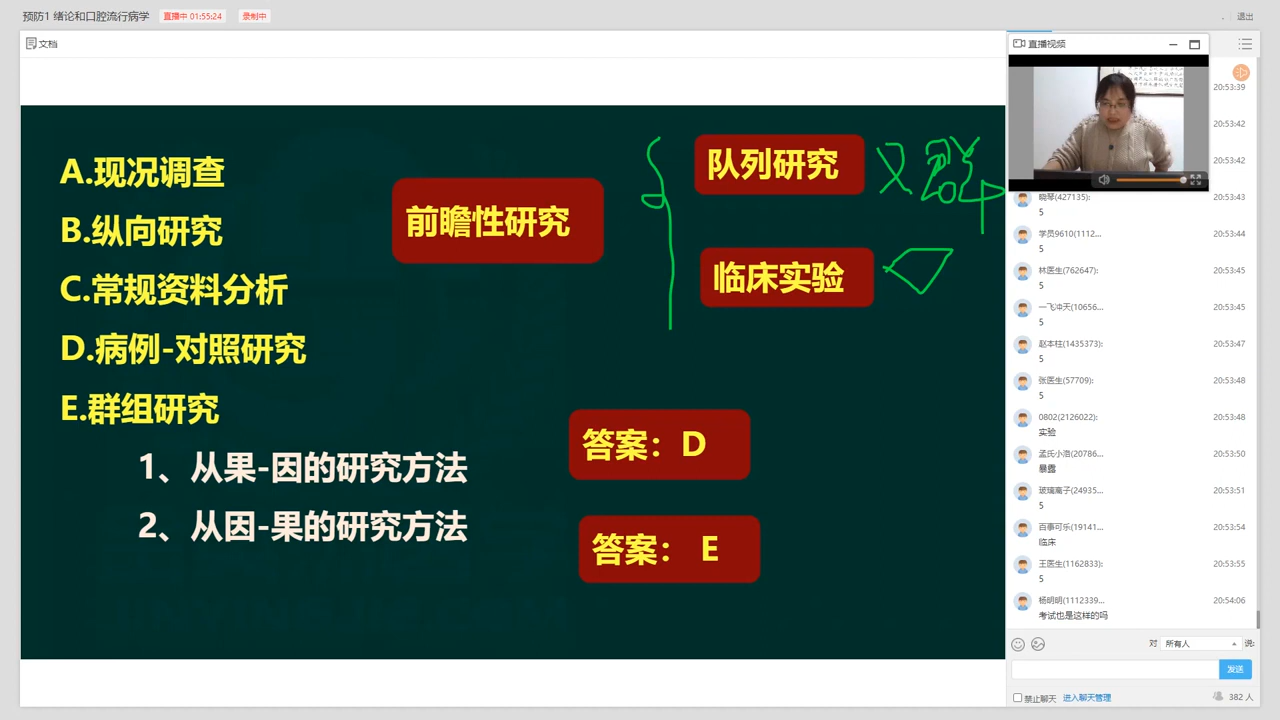 预防1 绪论和口腔流行病学
直播中 01:55:24
录制中
退出
文档
直播视频
A.现况调查
B.纵向研究
C.常规资料分析
D.病例-对照研究
E.群组研究
1、从果-因的研究方法
2、从因-果的研究方法
前瞻性研究
队列研究
又群
临床实验
答案：D
答案： E
20:53:39
20:53:42
20:53:42
晓琴(427135):
20:53:43
5
学员9610(1112...
20:53:44
5
林医生(762647):
20:53:45
5
一飞冲天(10656...
20:53:45
5
赵本柱(1435373):
20:53:47
5
张医生(57709):
20:53:48
5
0802(2126022):
20:53:48
实验
孟氏小洛(20786...
20:53:50
暴露
玻璃离子(24935...
20:53:51
5
百事可乐(19141...
20:53:54
临床
王医生(1162833):
20:53:55
5
杨明明(1112339...
20:54:06
考试也是这样的吗
对 所有人 说:
发送
禁止聊天 进入聊天管理
382 人